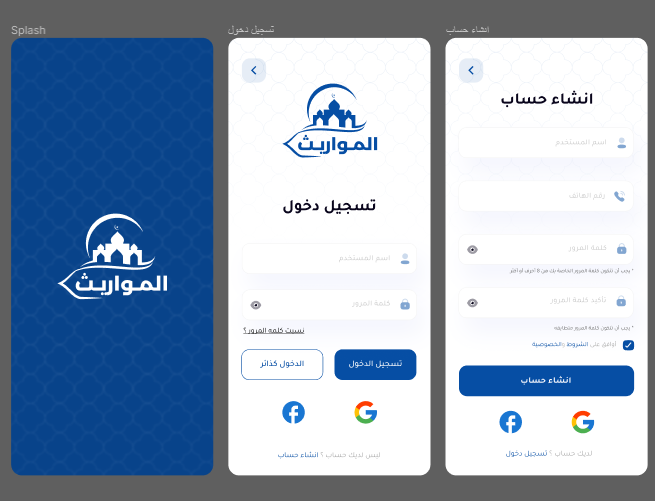 Splash
المواريث
تسجيل دخول
المواريث
تسجيل دخول
اسم المستخدم
كلمة المرور
نسيت كلمه المرور ؟
تسجيل الدخول
الدخول كذائر
ليس لديك حساب ؟ انشاء حساب
انشاء حساب
انشاء حساب
اسم المستخدم
رقم الهاتف
كلمة المرور
* يجب أن تتكون كلمة المرور الخاصة بك من 8 أحرف أو أكثر
تأكيد كلمة المرور
* يجب أن تتكون كلمة المرور متطابقه
أوافق على الشروط والخصوصية
انشاء حساب
لديك حساب ؟ تسجيل دخول